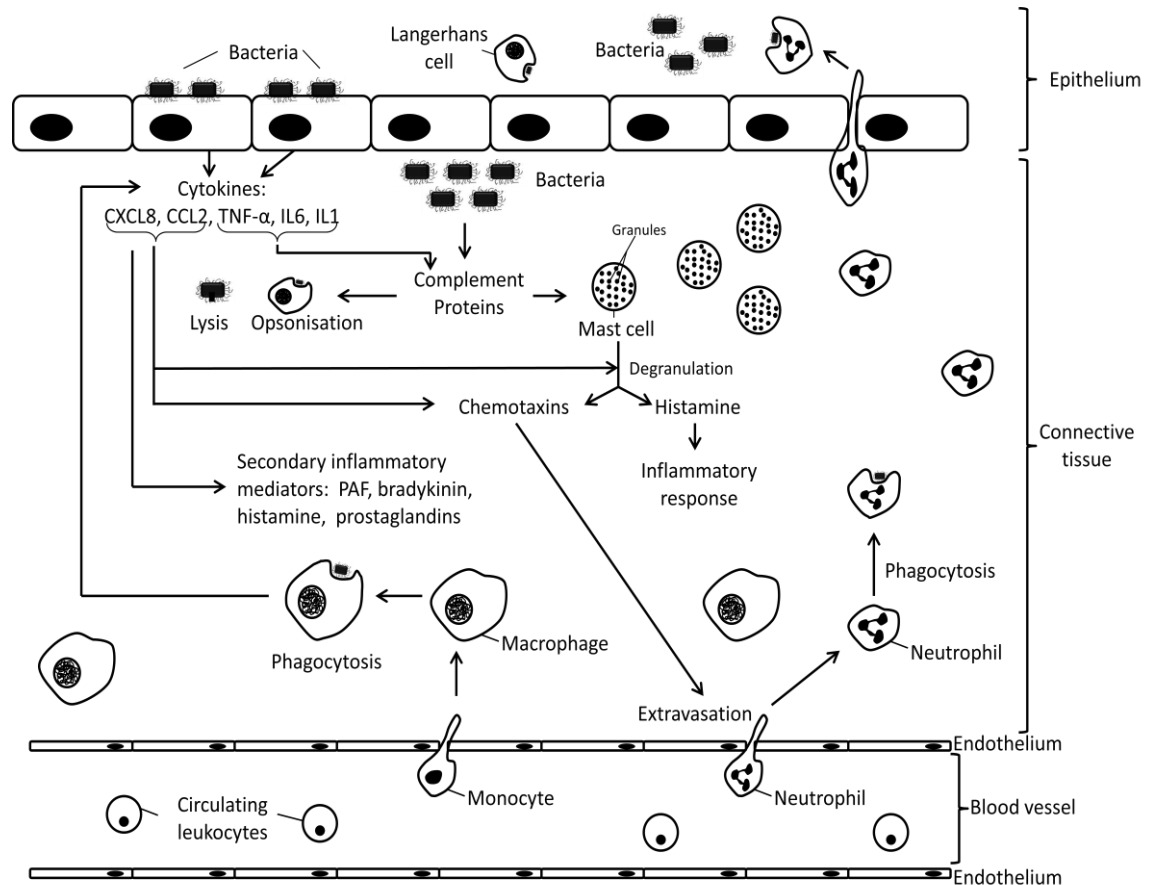 Bacteria
Langerhans
cell
Bacteria
Epithelium
Cytokines:
CXCL8, CCL2, TNF-α, IL6, IL1
Bacteria
Granules
Complement
Proteins
Lysis
Opsonisation
Mast cell
Degranulation
Chemotaxins
Histamine
Connective
tissue
Secondary inflammatory
mediators: PAF, bradykinin,
histamine, prostaglandins
Inflammatory
response
Phagocytosis
Macrophage
Phagocytosis
Neutrophil
Extravasation
Endothelium
Monocyte
Neutrophil
Circulating
leukocytes
Blood vessel
Endothelium